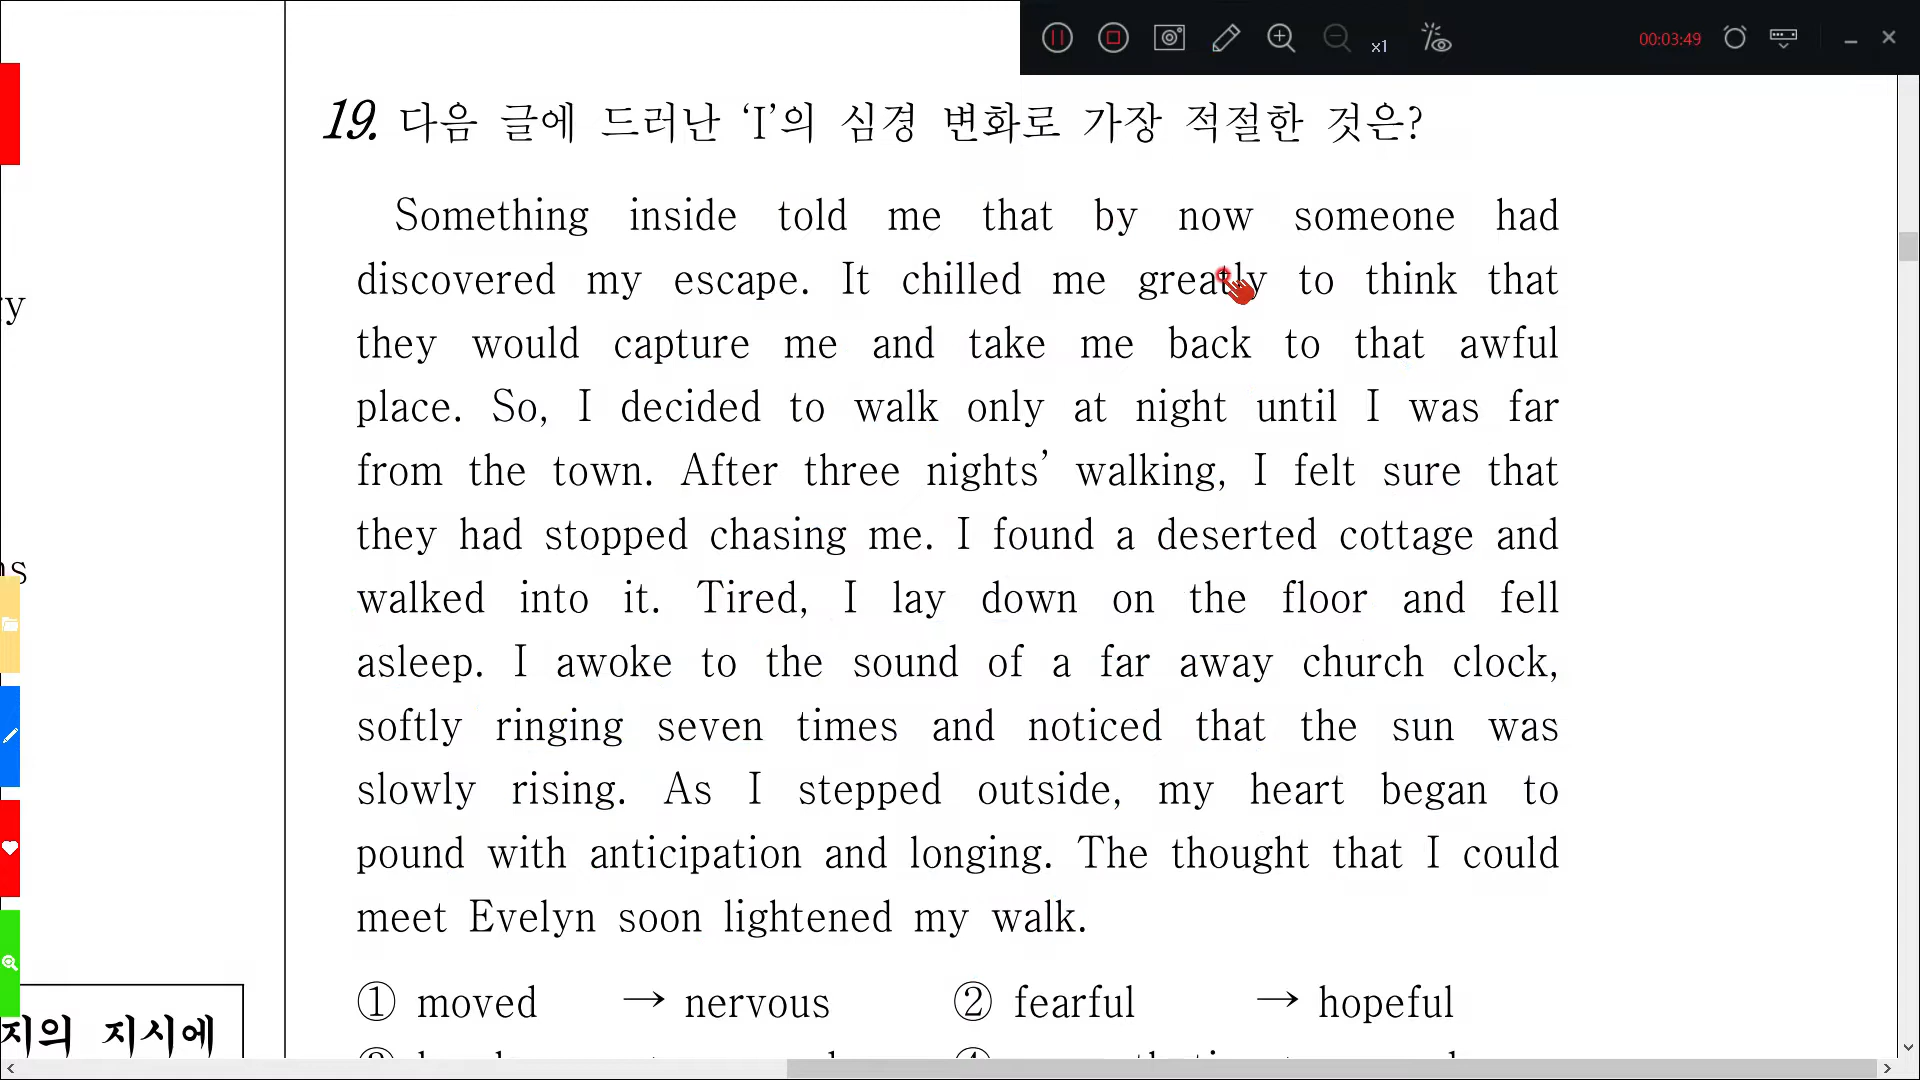 x1
00:03:49
19. 다음 글에 드러난 ‘I’의 심경 변화로 가장 적절한 것은?
Something inside told me that by now someone had
discovered my escape. It chilled me greatly to think that
they would capture me and take me back to that awful
place. So, I decided to walk only at night until I was far
from the town. After three nights’ walking, I felt sure that
they had stopped chasing me. I found a deserted cottage and
walked into it. Tired, I lay down on the floor and fell
asleep. I awoke to the sound of a far away church clock,
softly ringing seven times and noticed that the sun was
slowly rising. As I stepped outside, my heart began to
pound with anticipation and longing. The thought that I could
meet Evelyn soon lightened my walk.
① moved → nervous ② fearful → hopeful
지의 지시에